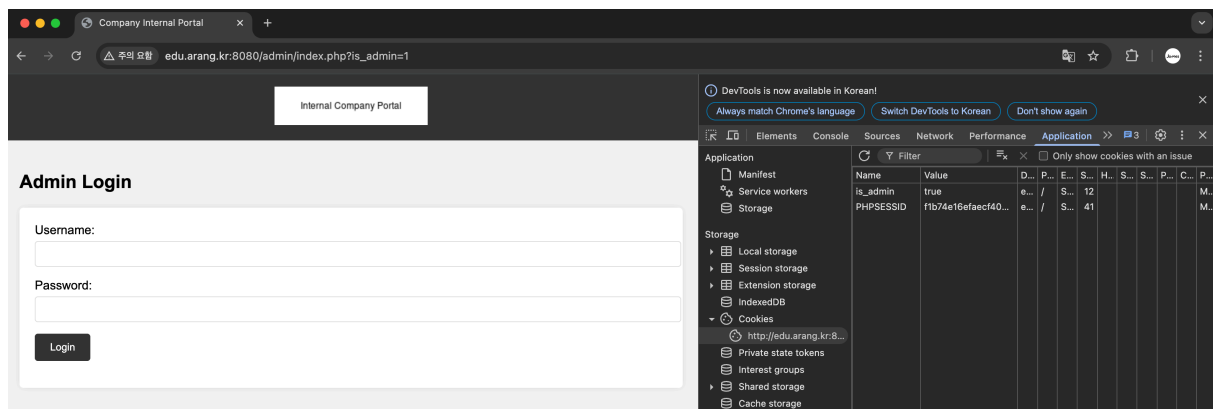 Company Internal Portal
주의 요함 edu.arang.kr:8080/admin/index.php?is_admin=1
Internal Company Portal
Admin Login
Username:
Password:
Login
DevTools is now available in Korean!
Always match Chrome's language Switch DevTools to Korean Don't show again
Elements Console Sources Network Performance Application 3
Application
Manifest
Service workers
Storage
Storage
Local storage
Session storage
Extension storage
IndexedDB
Cookies
http://edu.arang.kr:8...
Private state tokens
Interest groups
Shared storage
Cache storage
Filter Only show cookies with an issue
Name Value D... P... E... S... H.. S... S... P... C... P...
is_admin true e... / S... 12 M..
PHPSESSID f1b74e16efaecf40... e... / S... 41 M..